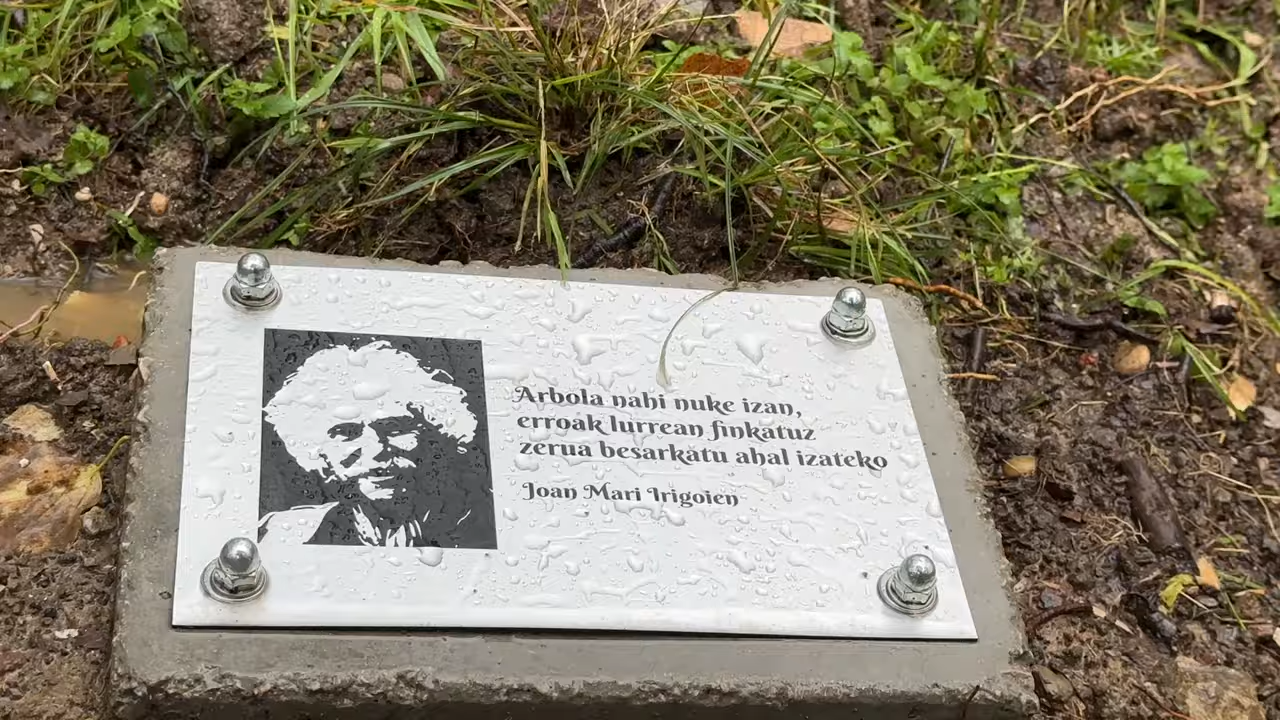 Arbola nahi nuke izan,
erroak lurrean finkatuz
zerua besarkatu ahal izateko
Joan Mari Irigoien